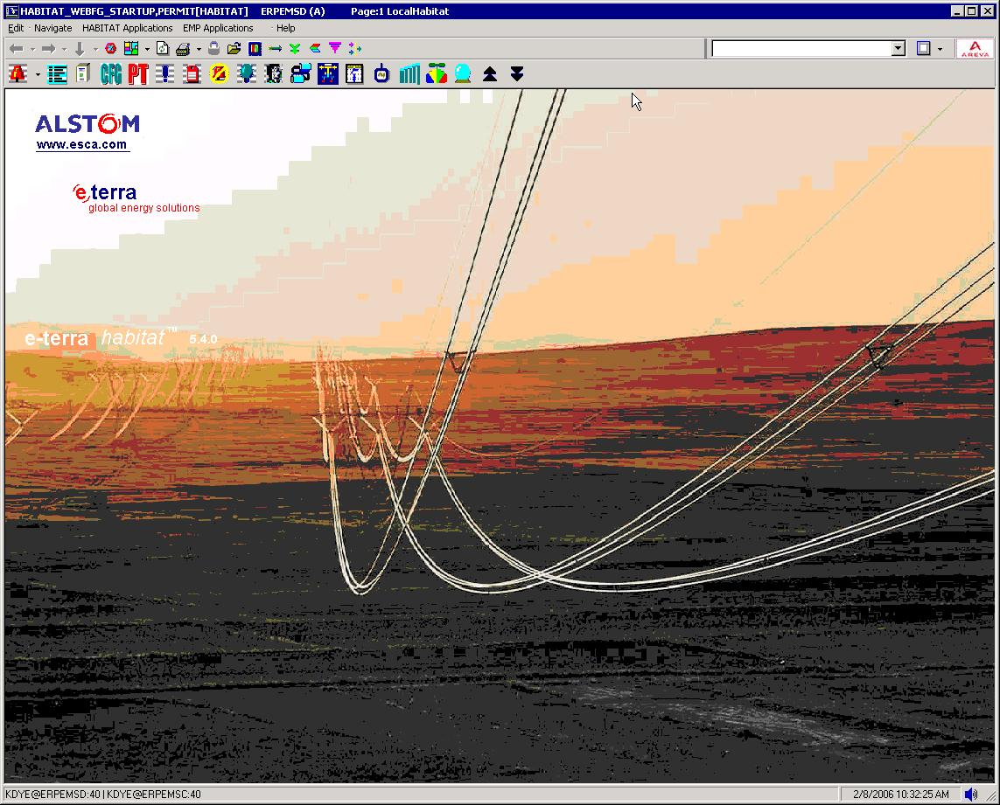 HABITAT_WEBFG_STARTUP,PERMIT[HABITAT] ERPEMSD (A) Page:1 LocalHabitat
Edit Navigate HABITAT Applications EMP Applications Help
AREVA
CFG PT
ALSTOM
www.esca.com
e terra
global energy solutions
e-terra habitat™ 5.4.0
KDYE@ERPEMSD:40 | KDYE@ERPEMSC:40 2/8/2006 10:32:25 AM